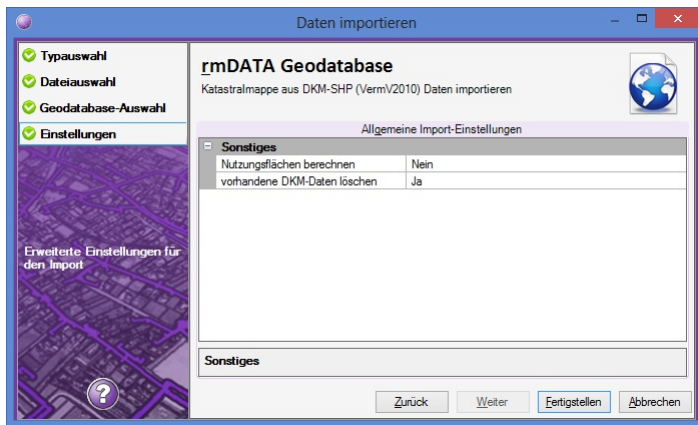 Daten importieren
Typauswahl
Dateiauswahl
Geodatabase-Auswahl
Einstellungen
Erweiterte Einstellungen für
den Import
?
rmDATA Geodatabase
Katastralmappe aus DKM-SHP (VermV2010) Daten importieren
Allgemeine Import-Einstellungen
Sonstiges
Nutzungsflächen berechnen Nein
vorhandene DKM-Daten löschen Ja
Sonstiges
Zurück Weiter Fertigstellen Abbrechen